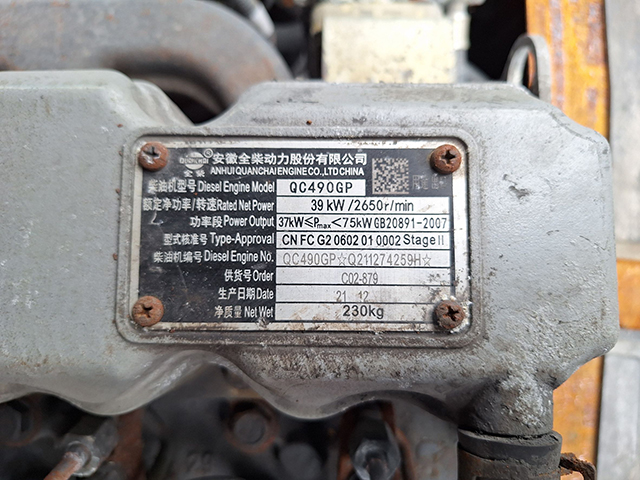 QUANCHAI
全柴
安徽全柴动力股份有限公司
ANHUI QUANCHAI ENGINE CO.,LTD CHINA
柴油机型号 Diesel Engine Model QC490GP
额定净功率/转速 Rated Net Power 39 kW /2650r/min
功率段 Power Output 37kW≤Pmax<75kW GB20891-2007
型式核准号 Type-Approval CN FC G2 0602 01 0002 Stage II
柴油机编号 Diesel Engine No. QC490GP☆Q211274259H☆
供货号 Order C02-879
生产日期 Date 21 12
净质量 Net Wet 230kg